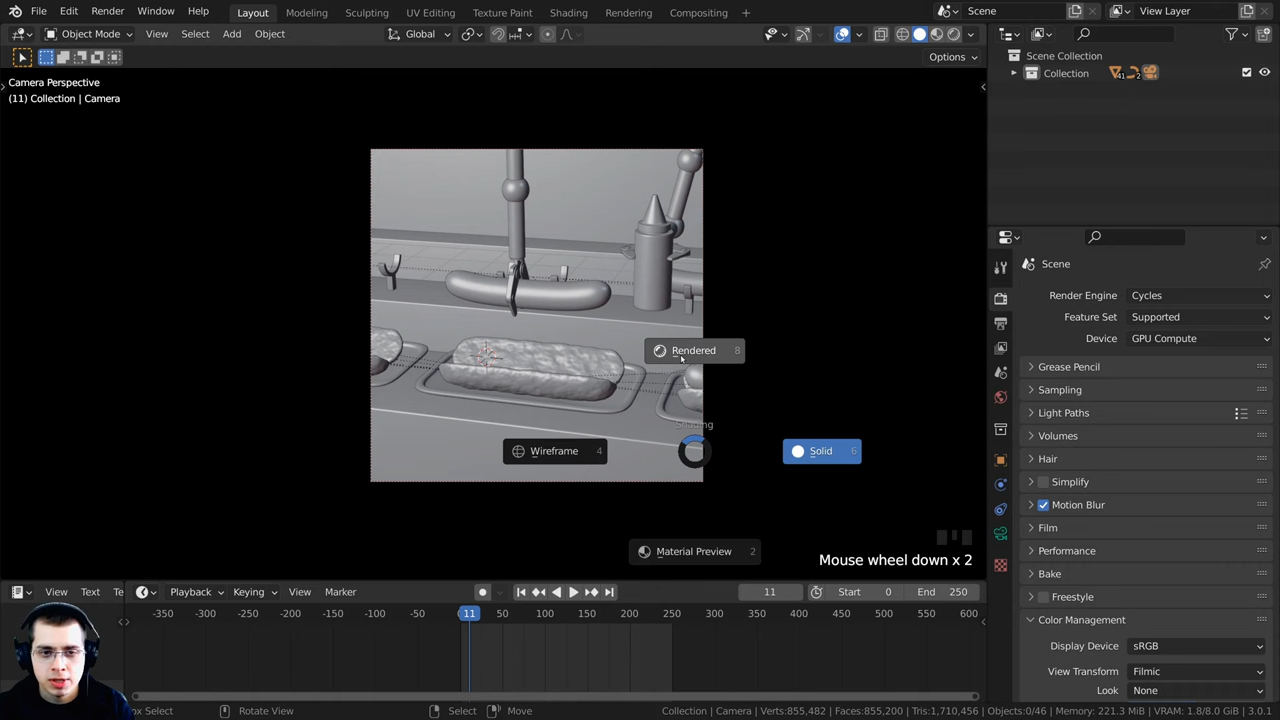 File Edit Render Window Help Layout Modeling Sculpting UV Editing Texture Paint Shading Rendering Compositing + Scene View Layer
Object Mode View Select Add Object Global
Options
Camera Perspective
(11) Collection | Camera
Scene Collection
Collection 41 2
Scene
Render Engine Cycles
Feature Set Supported
Device GPU Compute
Grease Pencil
Sampling
Light Paths
Volumes
Hair
Simplify
Motion Blur
Film
Performance
Bake
Freestyle
Color Management
Display Device sRGB
View Transform Filmic
Look None
Rendered 8
Shading
Wireframe 4
Solid 6
Material Preview 2
Mouse wheel down x 2
View Text Te Playback Keying View Marker 11 Start 0 End 250
-350 -300 -250 -200 -150 -100 -50 11 50 100 150 200 250 300 350 400 450 500 550 600
ox Select Rotate View Select Move Collection | Camera | Verts:855,482 | Faces:855,200 | Tris:1,710,456 | Objects:0/46 | Memory: 221.3 MiB | VRAM: 1.8/8.0 GiB | 3.0.1